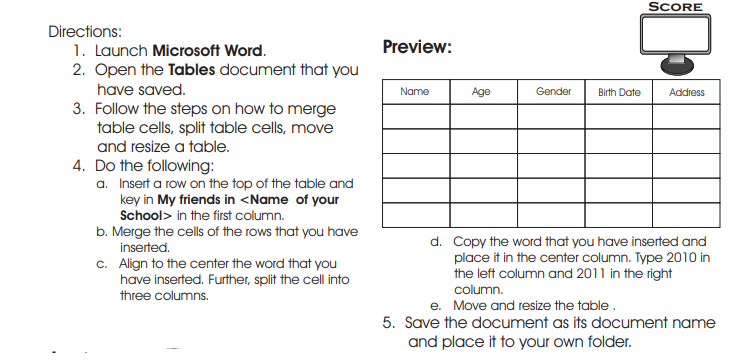 SCORE
Directions:
1. Launch Microsoft Word.
2. Open the Tables document that you
have saved.
3. Follow the steps on how to merge
table cells, split table cells, move
and resize a table.
4. Do the following:
a. Insert a row on the top of the table and
key in My friends in <Name of your
School> in the first column.
b. Merge the cells of the rows that you have
inserted.
c. Align to the center the word that you
have inserted. Further, split the cell into
three columns.
Preview:
Name Age Gender Birth Date Address
d. Copy the word that you have inserted and
place it in the center column. Type 2010 in
the left column and 2011 in the right
column.
e. Move and resize the table .
5. Save the document as its document name
and place it to your own folder.